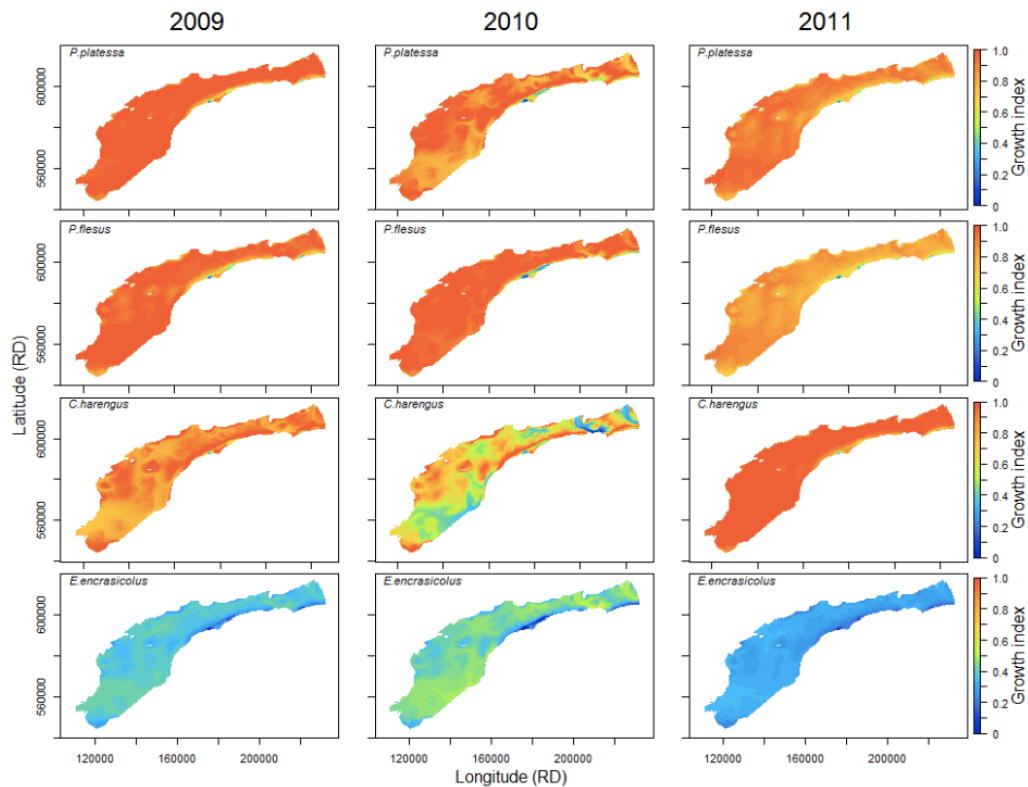 2009 2010 2011
P.platessa P.platessa P.platessa
600000
560000
1.0
0.8
0.6
0.4
0.2
0
Growth index
P.flesus P.flesus P.flesus
600000
560000
1.0
0.8
0.6
0.4
0.2
0
Growth index
Latitude (RD)
C.harengus C.harengus C.harengus
600000
560000
1.0
0.8
0.6
0.4
0.2
0
Growth index
E.encrasicolus E.encrasicolus E.encrasicolus
600000
560000
1.0
0.8
0.6
0.4
0.2
0
Growth index
120000 160000 200000 120000 160000 200000 120000 160000 200000
Longitude (RD)